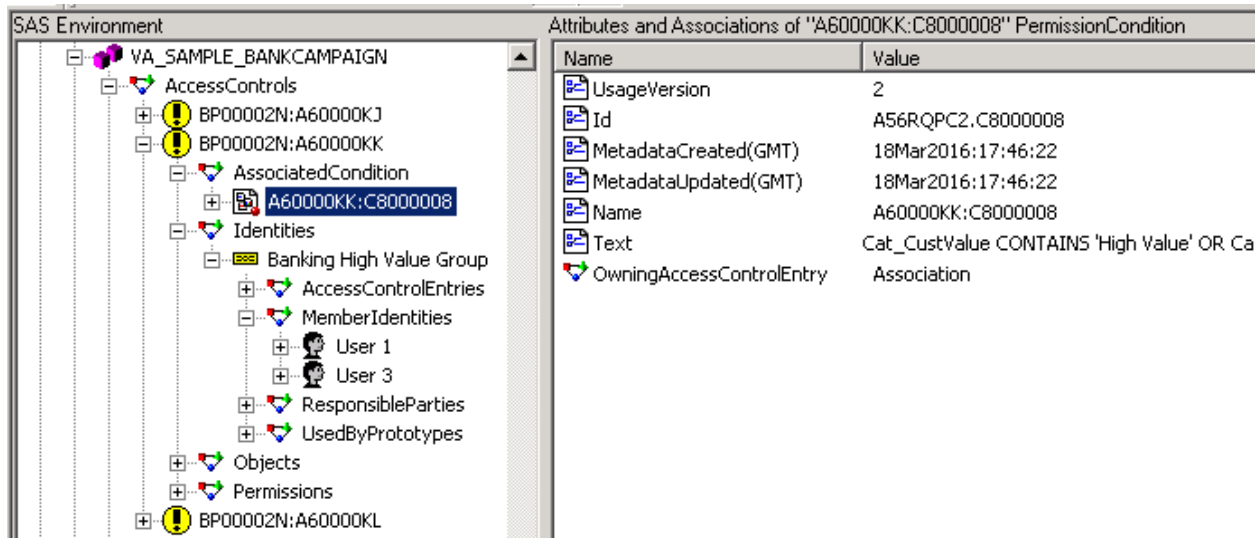 SAS Environment
VA_SAMPLE_BANKCAMPAIGN
AccessControls
BP00002N:A60000KJ
BP00002N:A60000KK
AssociatedCondition
A60000KK:C8000008
Identities
Banking High Value Group
AccessControlEntries
MemberIdentities
User 1
User 3
ResponsibleParties
UsedByPrototypes
Objects
Permissions
BP00002N:A60000KL
Attributes and Associations of "A60000KK:C8000008" PermissionCondition
Name Value
UsageVersion 2
Id A56RQPC2.C8000008
MetadataCreated(GMT) 18Mar2016:17:46:22
MetadataUpdated(GMT) 18Mar2016:17:46:22
Name A60000KK:C8000008
Text Cat_CustValue CONTAINS 'High Value' OR Ca
OwningAccessControlEntry Association